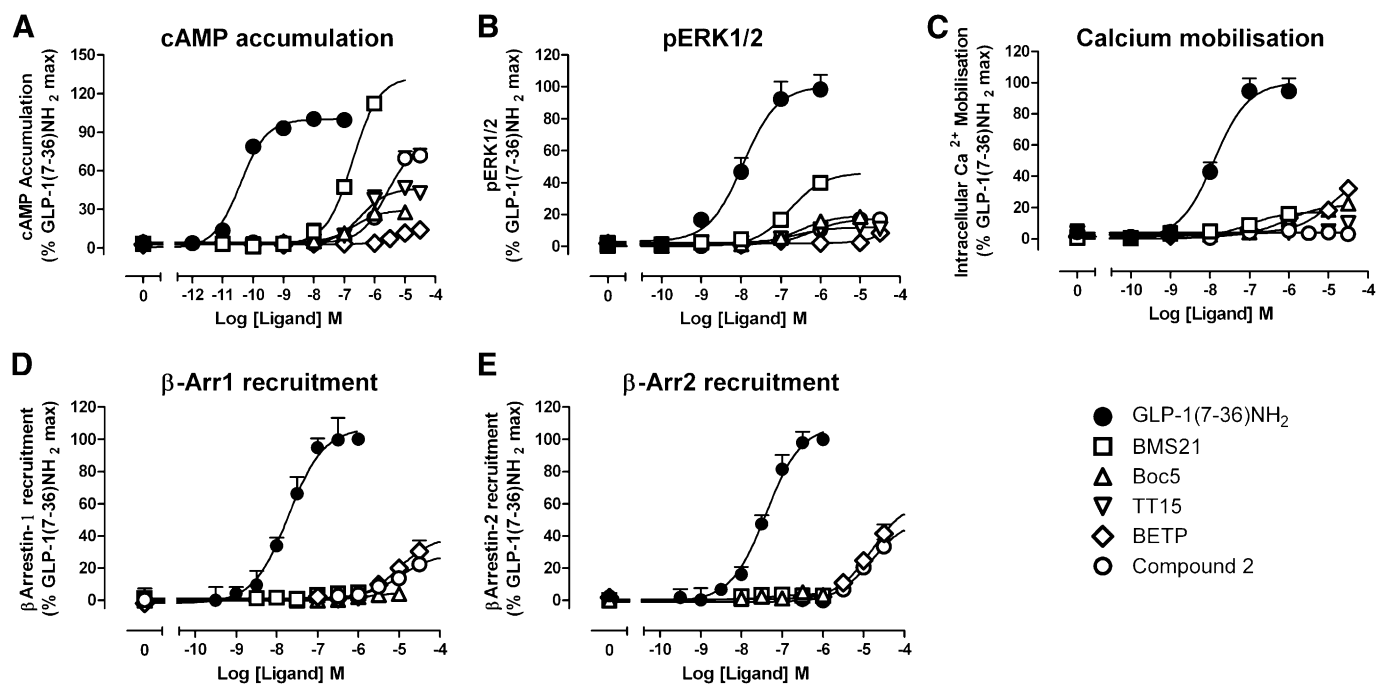 A
cAMP accumulation
cAMP Accumulation
(% GLP-1(7-36)NH2 max)
150
120
90
60
30
0
0
-12
-11
-10
-9
-8
-7
-6
-5
-4
Log [Ligand] M
B
pERK1/2
pERK1/2
(% GLP-1(7-36)NH2 max)
120
100
80
60
40
20
0
0
-10
-9
-8
-7
-6
-5
-4
Log [Ligand] M
C
Calcium mobilisation
Intracellular Ca2+ Mobilisation
(% GLP-1(7-36)NH2 max)
120
100
80
60
40
20
0
0
-10
-9
-8
-7
-6
-5
-4
Log [Ligand] M
D
β-Arr1 recruitment
βArrestin-1 recruitment
(% GLP-1(7-36)NH2 max)
120
100
80
60
40
20
0
0
-10
-9
-8
-7
-6
-5
-4
Log [Ligand] M
E
β-Arr2 recruitment
βArrestin-2 recruitment
(% GLP-1(7-36)NH2 max)
120
100
80
60
40
20
0
0
-10
-9
-8
-7
-6
-5
-4
Log [Ligand] M
GLP-1(7-36)NH2
BMS21
Boc5
TT15
BETP
Compound 2